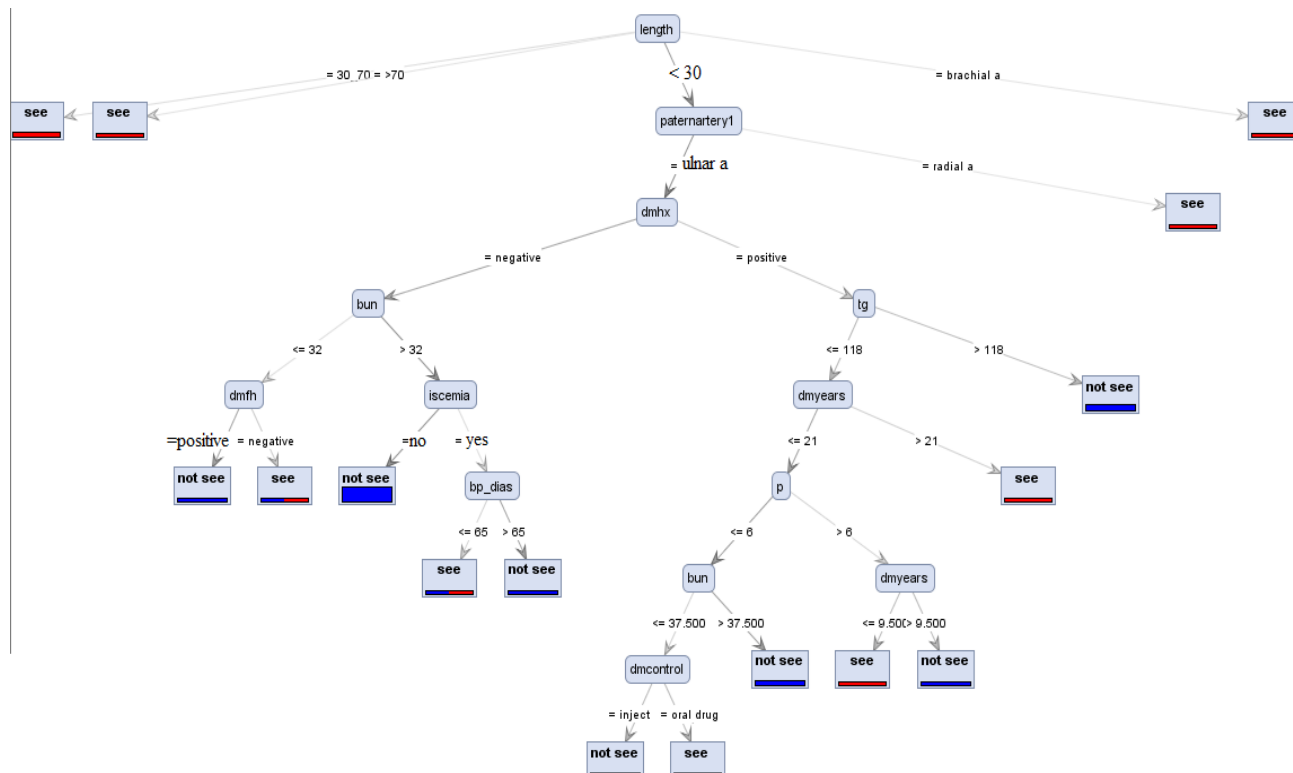 length
= 30_70 = >70
< 30
= brachial a
see
see
see
paternartery1
= ulnar a
= radial a
see
dmhx
= negative
= positive
bun
tg
<= 32
> 32
<= 118
> 118
dmfh
iscemia
dmyears
not see
=positive
= negative
=no
= yes
<= 21
> 21
not see
see
not see
bp_dias
p
see
<= 65
> 65
<= 6
> 6
see
not see
bun
dmyears
<= 37.500
> 37.500
<= 9.500
> 9.500
dmcontrol
not see
see
not see
= inject
= oral drug
not see
see